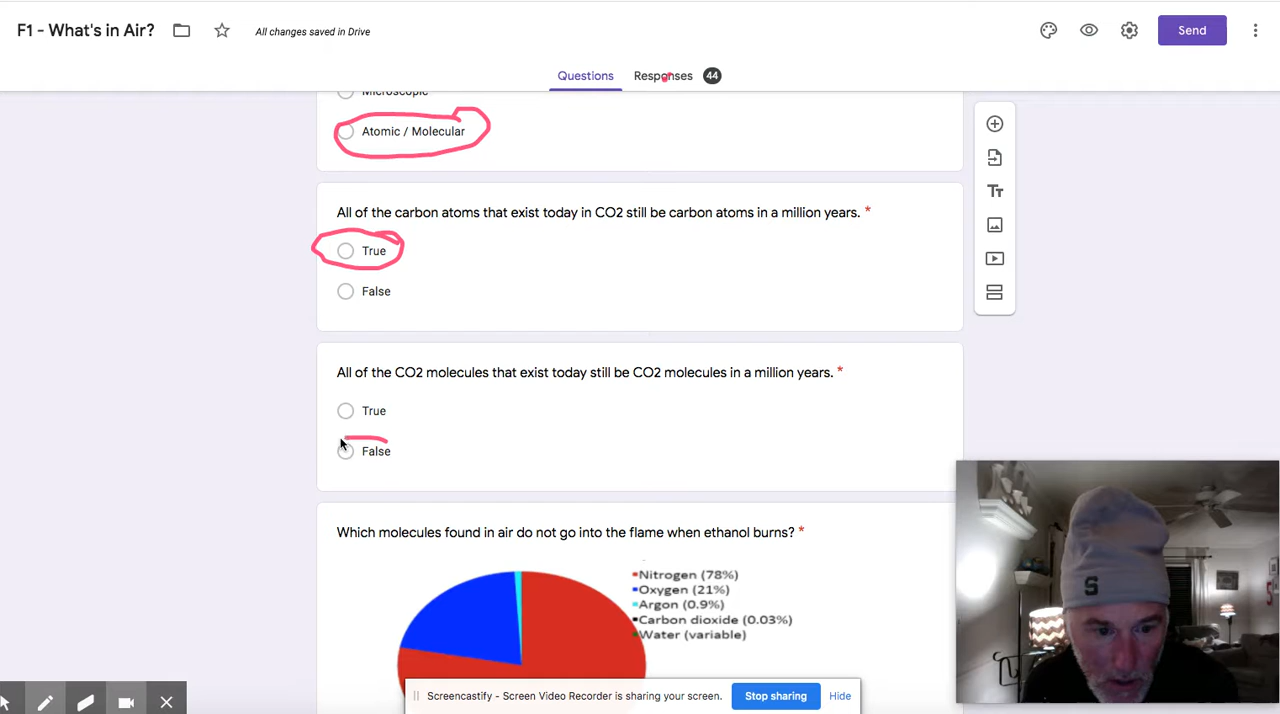 F1 - What's in Air?
All changes saved in Drive
Send
Questions
Responses
44
Microscopic
Atomic / Molecular
All of the carbon atoms that exist today in CO2 still be carbon atoms in a million years. *
True
False
All of the CO2 molecules that exist today still be CO2 molecules in a million years. *
True
False
Which molecules found in air do not go into the flame when ethanol burns? *
Nitrogen (78%)
Oxygen (21%)
Argon (0.9%)
Carbon dioxide (0.03%)
Water (variable)
Tt
S
Screencastify - Screen Video Recorder is sharing your screen.
Stop sharing
Hide